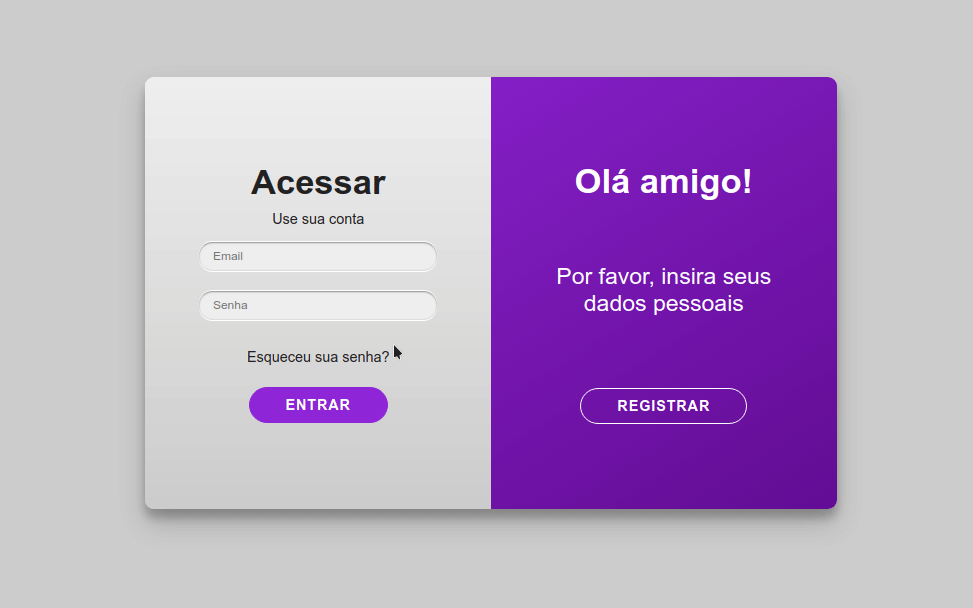 Acessar
Use sua conta
Email
Senha
Esqueceu sua senha?
ENTRAR
Olá amigo!
Por favor, insira seus
dados pessoais
REGISTRAR